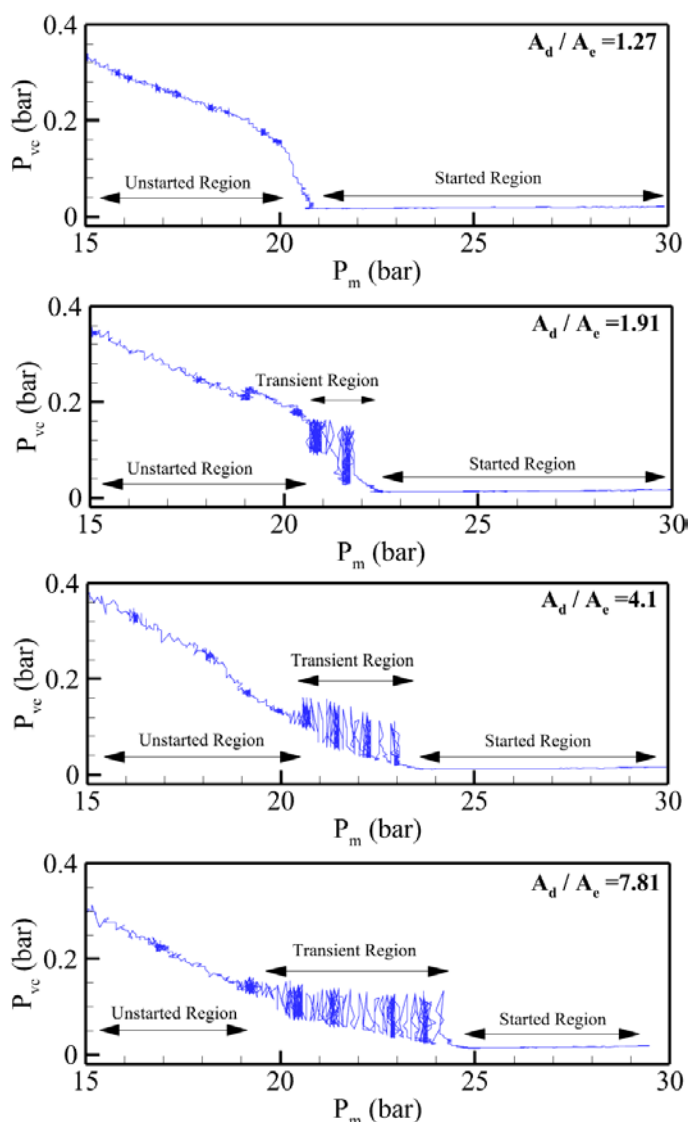 A_d / A_e =1.27
0.4
P_vc (bar)
0.2
Unstarted Region
Started Region
0
15 20 25 30
P_m (bar)
A_d / A_e =1.91
0.4
Transient Region
P_vc (bar)
0.2
Unstarted Region
Started Region
0
15 20 25 30
P_m (bar)
A_d / A_e =4.1
0.4
Transient Region
P_vc (bar)
0.2
Unstarted Region
Started Region
0
15 20 25 30
P_m (bar)
A_d / A_e =7.81
0.4
Transient Region
P_vc (bar)
0.2
Unstarted Region
Started Region
0
15 20 25 30
P_m (bar)